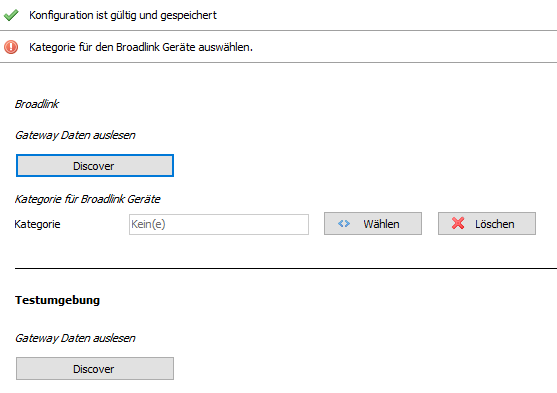 Konfiguration ist gültig und gespeichert
Kategorie für den Broadlink Geräte auswählen.
Broadlink
Gateway Daten auslesen
Discover
Kategorie für Broadlink Geräte
Kategorie Kein(e) Wählen Löschen
Testumgebung
Gateway Daten auslesen
Discover